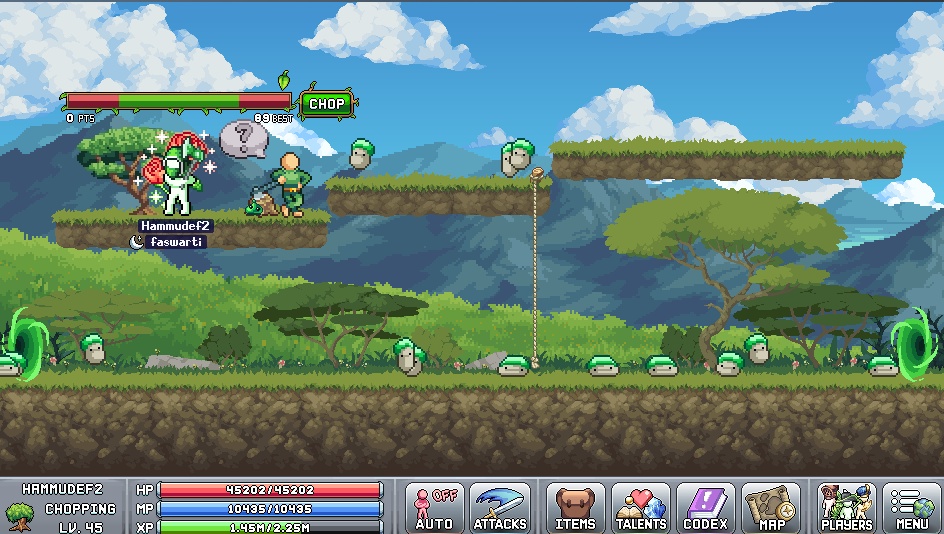 CHOP
0 PTS
89 BEST
?
Hammudef2
faswarti
HAMMUDEF2
CHOPPING
LV. 45
HP 45202/45202
MP 10435/10435
XP 1.45M/2.25M
OFF
AUTO
ATTACKS
ITEMS
TALENTS
CODEX
MAP
PLAYERS
MENU